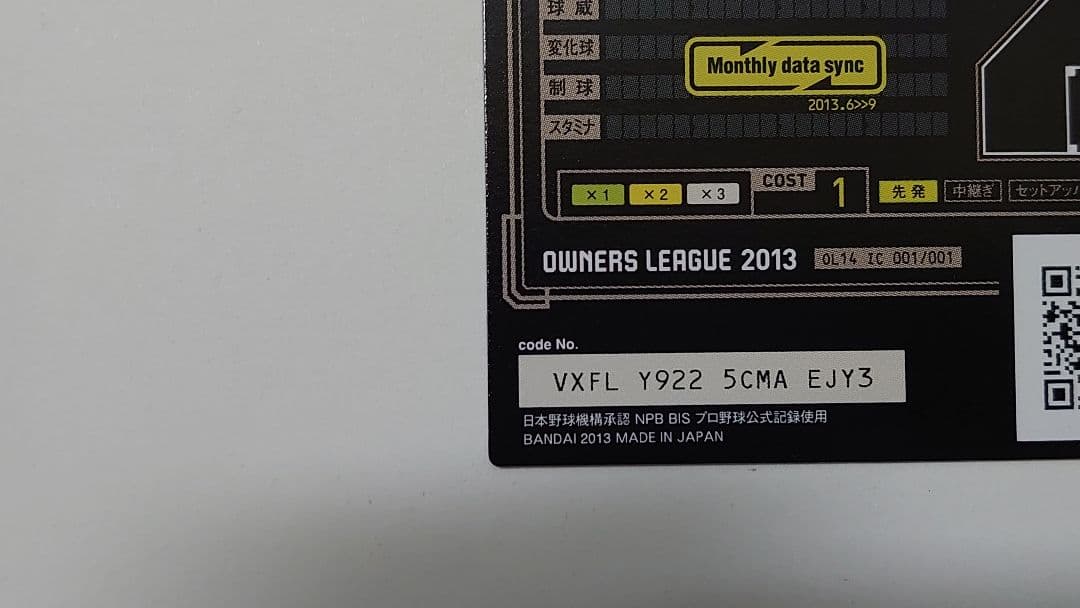 球威
変化球
Monthly data sync
制球
2013.6>>9
スタミナ
×1 ×2 ×3 COST 1 先発 中継ぎ セットアッパ
OWNERS LEAGUE 2013 OL14 IC 001/001
code No.
VXFL Y922 5CMA EJY3
日本野球機構承認 NPB BIS プロ野球公式記録使用
BANDAI 2013 MADE IN JAPAN